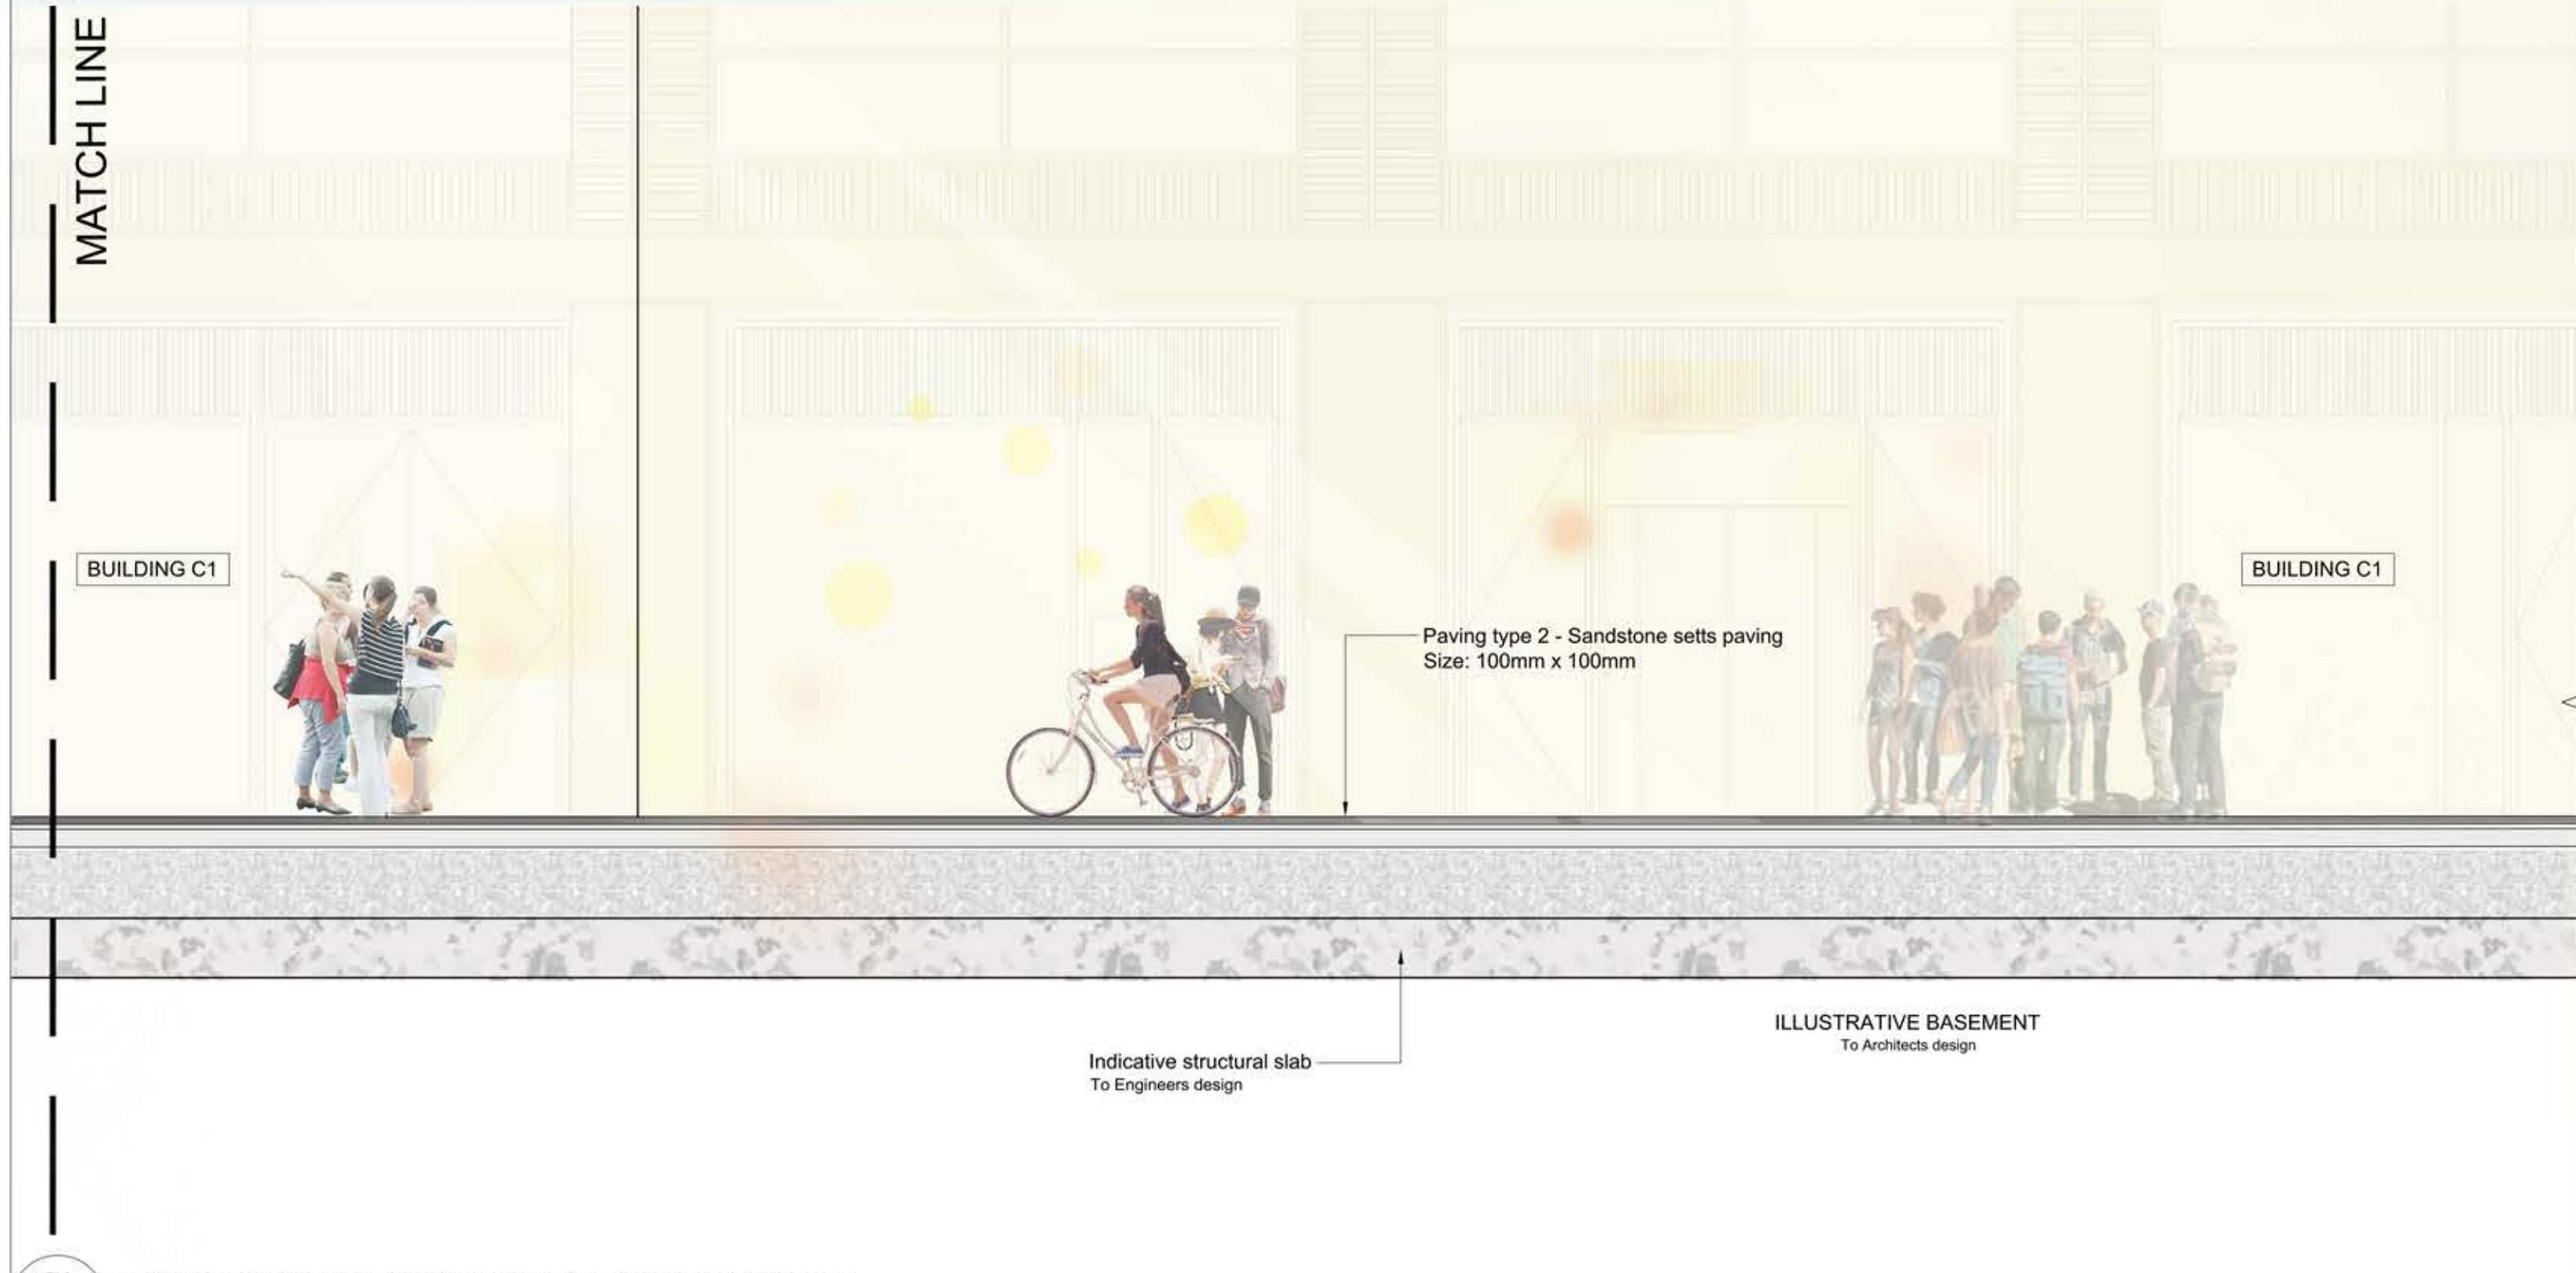 MATCH LINE
BUILDING C1
BUILDING C1
Paving type 2 - Sandstone setts paving
Size: 100mm x 100mm
ILLUSTRATIVE BASEMENT
To Architects design
Indicative structural slab
To Engineers design